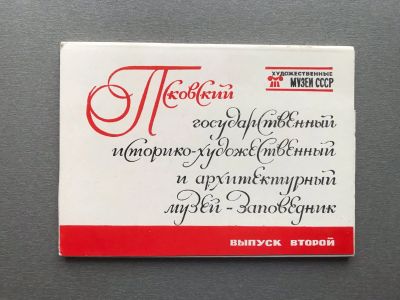 ХУДОЖЕСТВЕННЫЕ
МУЗЕИ СССР
Псковский
государственный
историко-художественный
и архитектурный
музей-заповедник
ВЫПУСК ВТОРОЙ